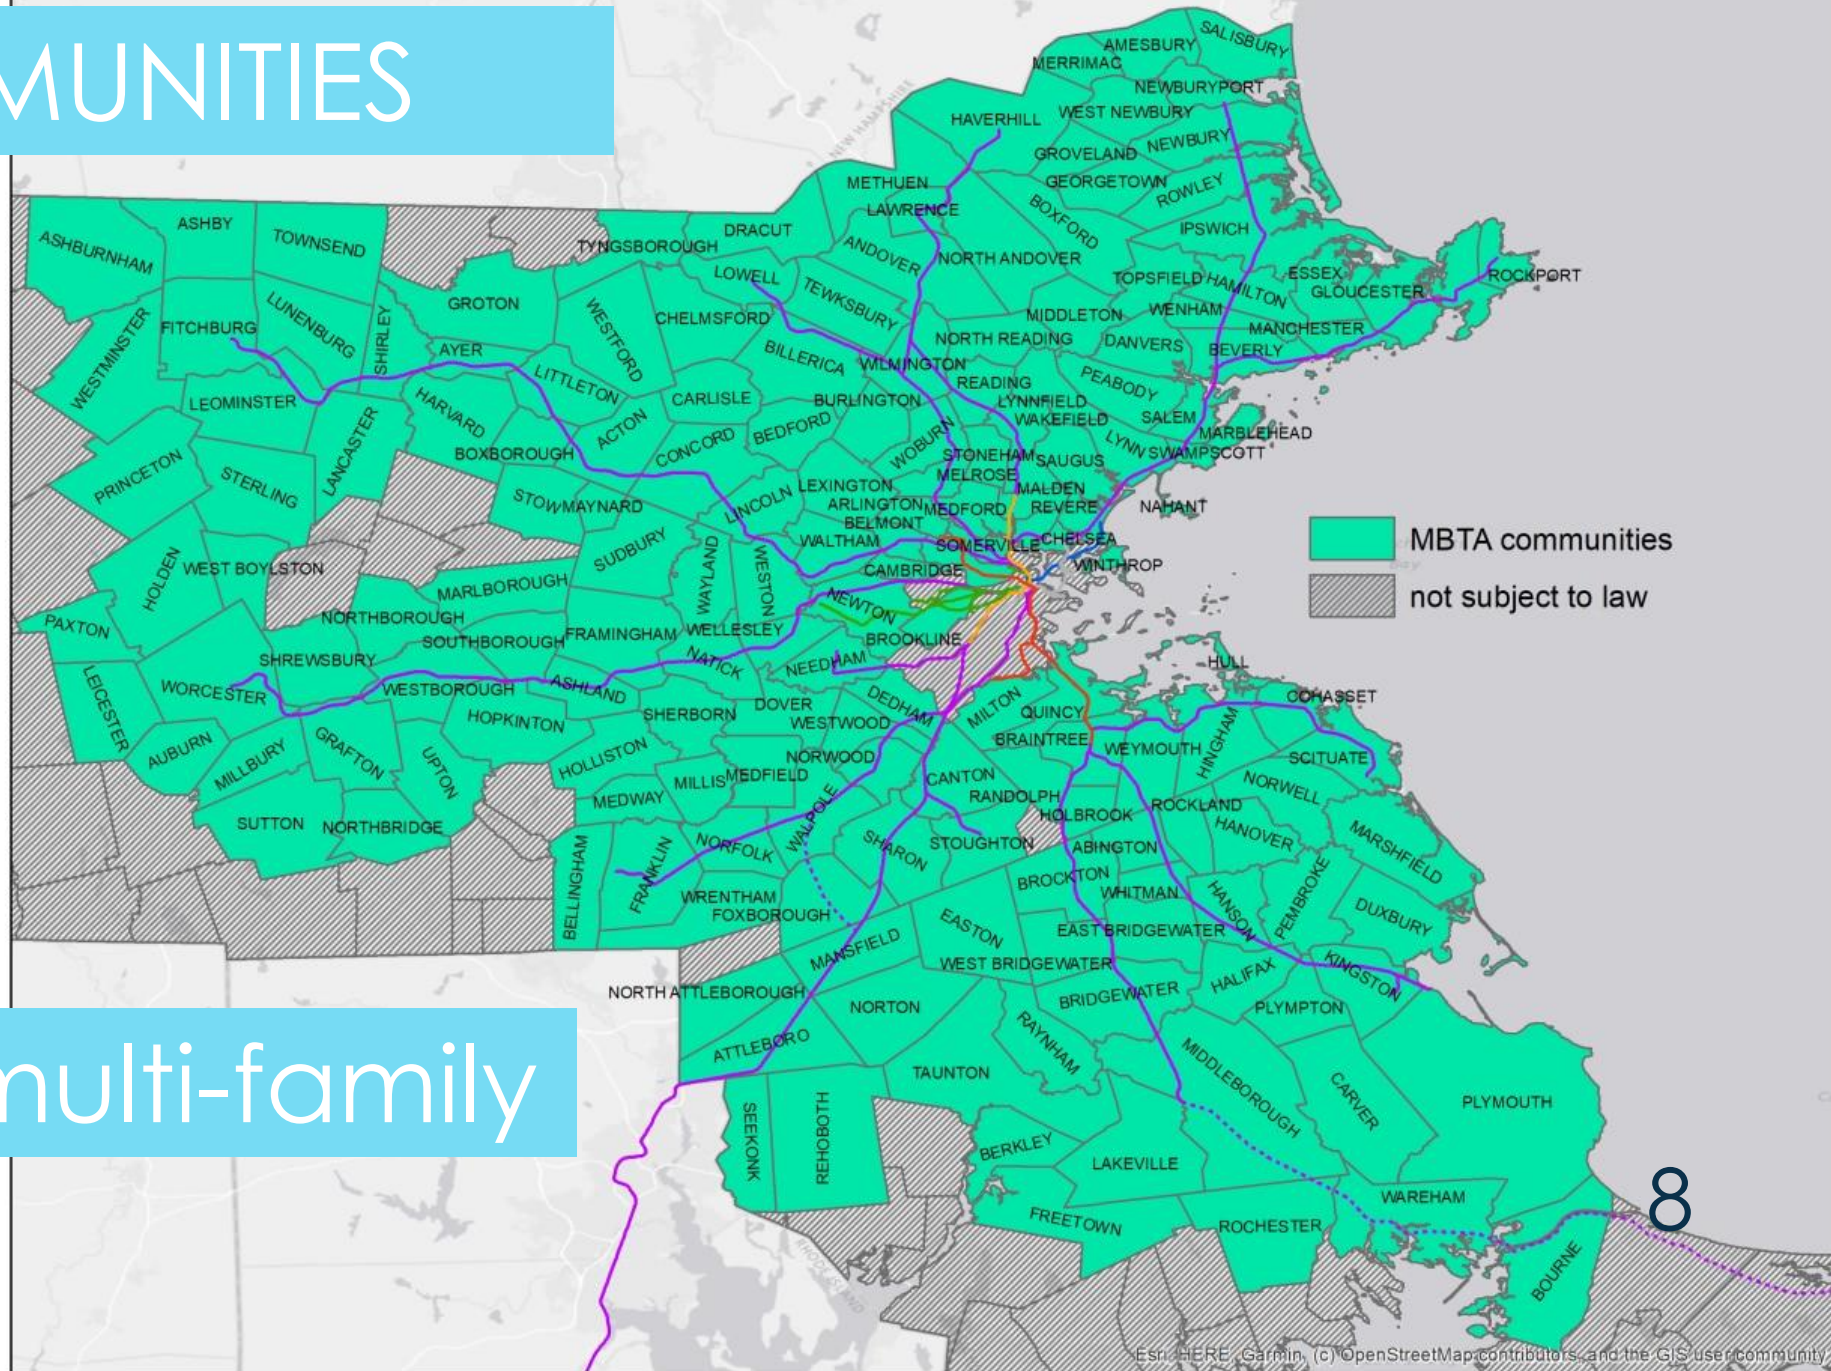 MUNITIES
SALISBURY
AMESBURY
MERRIMAC
NEWBURYPORT
WEST NEWBURY
HAVERHILL
NEWBURY
GROVELAND
NEW HAMPSHIRE
METHUEN
GEORGETOWN
ROWLEY
LAWRENCE
BOXFORD
IPSWICH
ASHBY
TOWNSEND
DRACUT
TYNGSBOROUGH
ASHBURNHAM
ANDOVER
NORTH ANDOVER
LOWELL
TEWKSBURY
TOPSFIELD
HAMILTON
ESSEX
GLOUCESTER
ROCKPORT
GROTON
WESTFORD
CHELMSFORD
MIDDLETON
WENHAM
MANCHESTER
WESTMINSTER
FITCHBURG
LUNENBURG
SHIRLEY
AYER
NORTH READING
DANVERS
BEVERLY
BILLERICA
WILMINGTON
READING
PEABODY
LITTLETON
CARLISLE
BURLINGTON
LYNNFIELD
WAKEFIELD
SALEM
MARBLEHEAD
LEOMINSTER
HARVARD
ACTON
BEDFORD
WOBURN
LYNN
SWAMPSCOTT
LANCASTER
BOXBOROUGH
CONCORD
STONEHAM
SAUGUS
MELROSE
PRINCETON
STERLING
STOW
MAYNARD
LINCOLN
LEXINGTON
MALDEN
ARLINGTON
MEDFORD
REVERE
NAHANT
BELMONT
SUDBURY
WAYLAND
WESTON
WALTHAM
SOMERVILLE
CHELSEA
CAMBRIDGE
WINTHROP
MBTA communities
not subject to law
HOLDEN
WEST BOYLSTON
MARLBOROUGH
NEWTON
PAXTON
NORTHBOROUGH
SOUTHBOROUGH
FRAMINGHAM
WELLESLEY
BROOKLINE
SHREWSBURY
NATICK
NEEDHAM
HULL
LEICESTER
WORCESTER
WESTBOROUGH
ASHLAND
DEDHAM
MILTON
COHASSET
HOPKINTON
SHERBORN
DOVER
WESTWOOD
QUINCY
AUBURN
MILLBURY
GRAFTON
UPTON
HOLLISTON
NORWOOD
BRAINTREE
WEYMOUTH
HINGHAM
SCITUATE
MILLIS
MEDFIELD
CANTON
NORWELL
MEDWAY
RANDOLPH
HOLBROOK
ROCKLAND
SUTTON
NORTHBRIDGE
WALPOLE
HANOVER
MARSHFIELD
BELLINGHAM
FRANKLIN
NORFOLK
SHARON
STOUGHTON
ABINGTON
BROCKTON
WHITMAN
HANSON
PEMBROKE
DUXBURY
WRENTHAM
FOXBOROUGH
EASTON
EAST BRIDGEWATER
MANSFIELD
WEST BRIDGEWATER
HALIFAX
KINGSTON
NORTH ATTLEBOROUGH
NORTON
BRIDGEWATER
PLYMPTON
RAYNHAM
ATTLEBORO
multi-family
TAUNTON
MIDDLEBOROUGH
CARVER
PLYMOUTH
SEEKONK
REHOBOTH
BERKLEY
LAKEVILLE
WAREHAM
8
FREETOWN
ROCHESTER
BOURNE
RHODE ISLAND
Esri, HERE, Garmin, (c) OpenStreetMap contributors, and the GIS user community